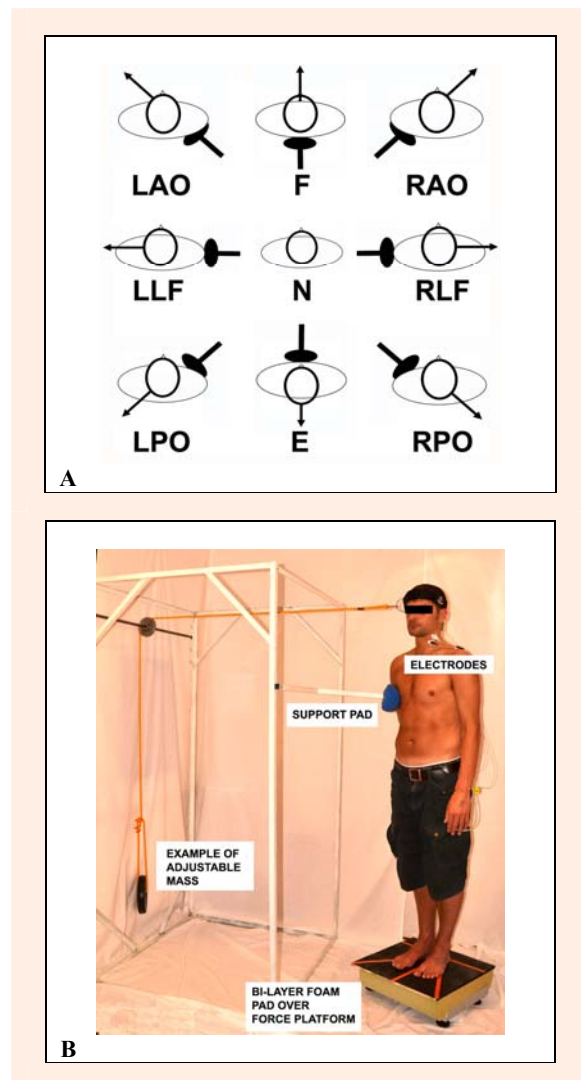 LAO F RAO
LLF N RLF
LPO E RPO
A
ELECTRODES
SUPPORT PAD
EXAMPLE OF
ADJUSTABLE
MASS
BI-LAYER FOAM
PAD OVER
FORCE PLATFORM
B